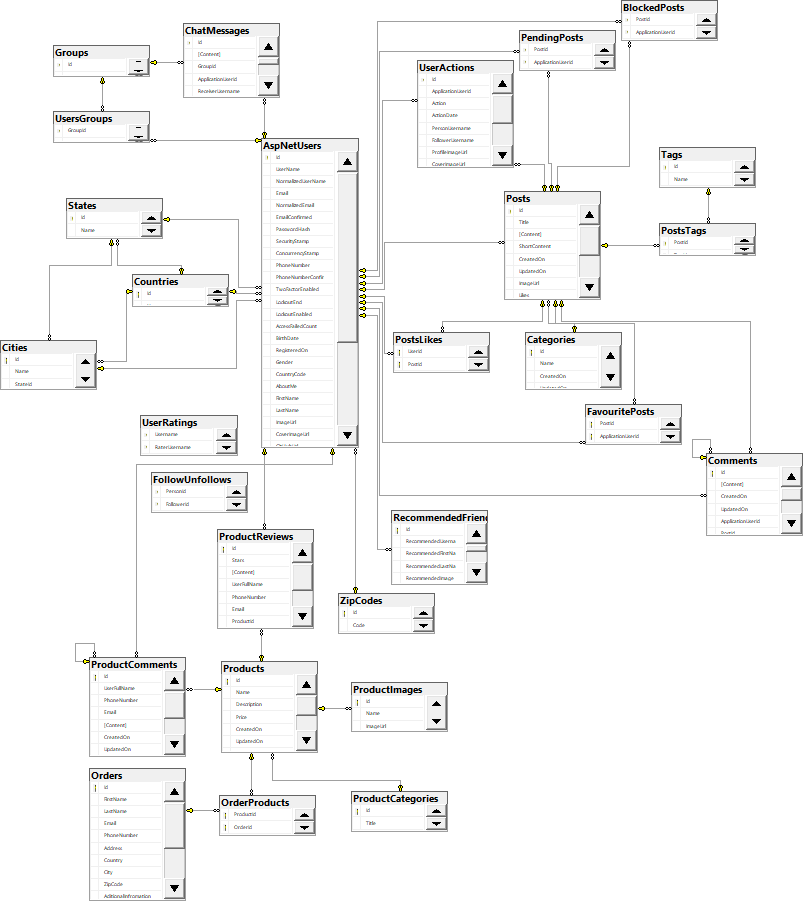 BlockedPosts
PostId
ApplicationUserId
ChatMessages
Id
[Content]
GroupId
ApplicationUserId
ReceiverUsername
PendingPosts
PostId
ApplicationUserId
Groups
Id
UserActions
Id
ApplicationUserId
Action
ActionDate
PersonUsername
FollowerUsername
ProfileImageUrl
CoverImageUrl
UsersGroups
GroupId
AspNetUsers
Id
UserName
NormalizedUserName
Email
NormalizedEmail
EmailConfirmed
PasswordHash
SecurityStamp
ConcurrencyStamp
PhoneNumber
PhoneNumberConfir
TwoFactorEnabled
LockoutEnd
LockoutEnabled
AccessFailedCount
BirthDate
RegisteredOn
Gender
CountryCode
AboutMe
FirstName
LastName
ImageUrl
CoverImageUrl
Tags
Id
Name
States
Id
Name
Posts
Id
Title
[Content]
ShortContent
CreatedOn
UpdatedOn
ImageUrl
Likes
PostsTags
PostId
Countries
Id
Cities
Id
Name
StateId
PostsLikes
UserId
PostId
Categories
Id
Name
CreatedOn
UpdatedOn
FavouritePosts
PostId
ApplicationUserId
UserRatings
Username
RaterUsername
Comments
Id
[Content]
CreatedOn
UpdatedOn
ApplicationUserId
PostId
FollowUnfollows
PersonId
FollowerId
RecommendedFrien
Id
RecommendedUserna
RecommendedFirstNa
RecommendedLastNa
RecommendedImage
ProductReviews
Id
Stars
[Content]
UserFullName
PhoneNumber
Email
ProductId
ZipCodes
Id
Code
ProductComments
Id
UserFullName
PhoneNumber
Email
[Content]
CreatedOn
UpdatedOn
Products
Id
Name
Description
Price
CreatedOn
UpdatedOn
ProductImages
Id
Name
ImageUrl
Orders
Id
FirstName
LastName
Email
PhoneNumber
Address
Country
City
ZipCode
AditionalInfromation
OrderProducts
ProductId
OrderId
ProductCategories
Id
Title